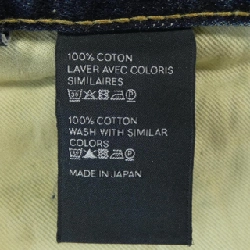 100% COTON
LAVER AVEC COLORIS
SIMILAIRES
100% COTTON
WASH WITH SIMILAR
COLORS
MADE IN JAPAN